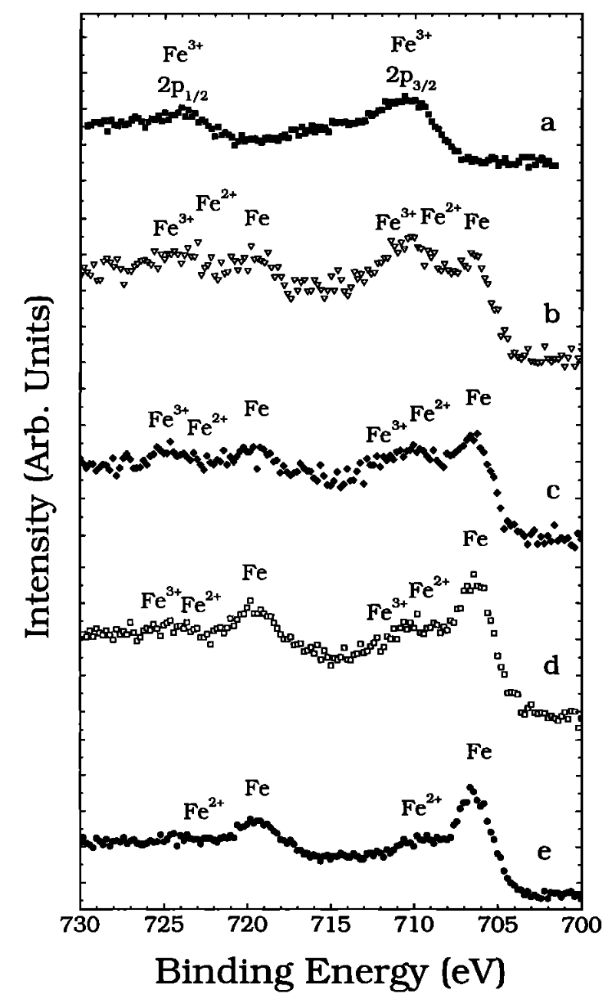 Fe3+ Fe3+
2p1/2 2p3/2
a
Fe3+ Fe2+ Fe Fe3+ Fe2+ Fe
b
Fe3+ Fe2+ Fe Fe3+ Fe2+ Fe
c
Fe3+ Fe2+ Fe Fe3+ Fe2+ Fe
d
Fe2+ Fe Fe2+ Fe
e
730 725 720 715 710 705 700
Binding Energy (eV)
Intensity (Arb. Units)